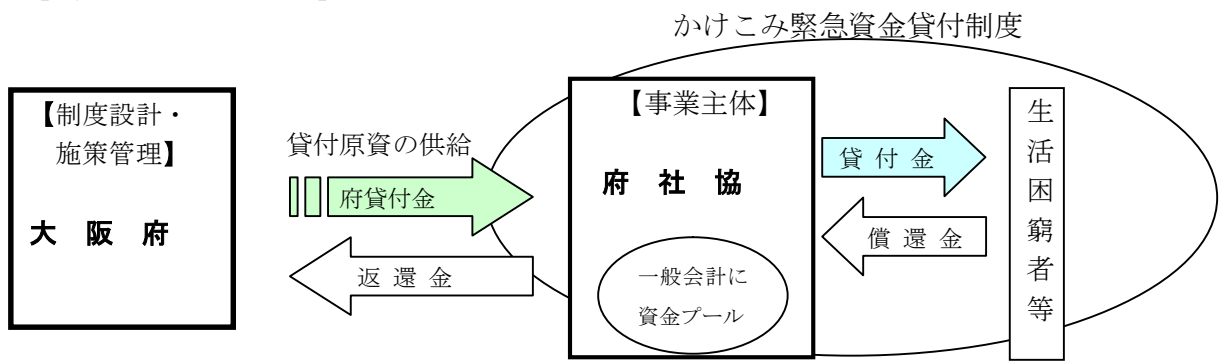 かけこみ緊急資金貸付制度
【制度設計・
施策管理】
大阪府
貸付原資の供給
府貸付金
返還金
【事業主体】
府社協
一般会計に
資金プール
貸付金
償還金
生活困窮者等